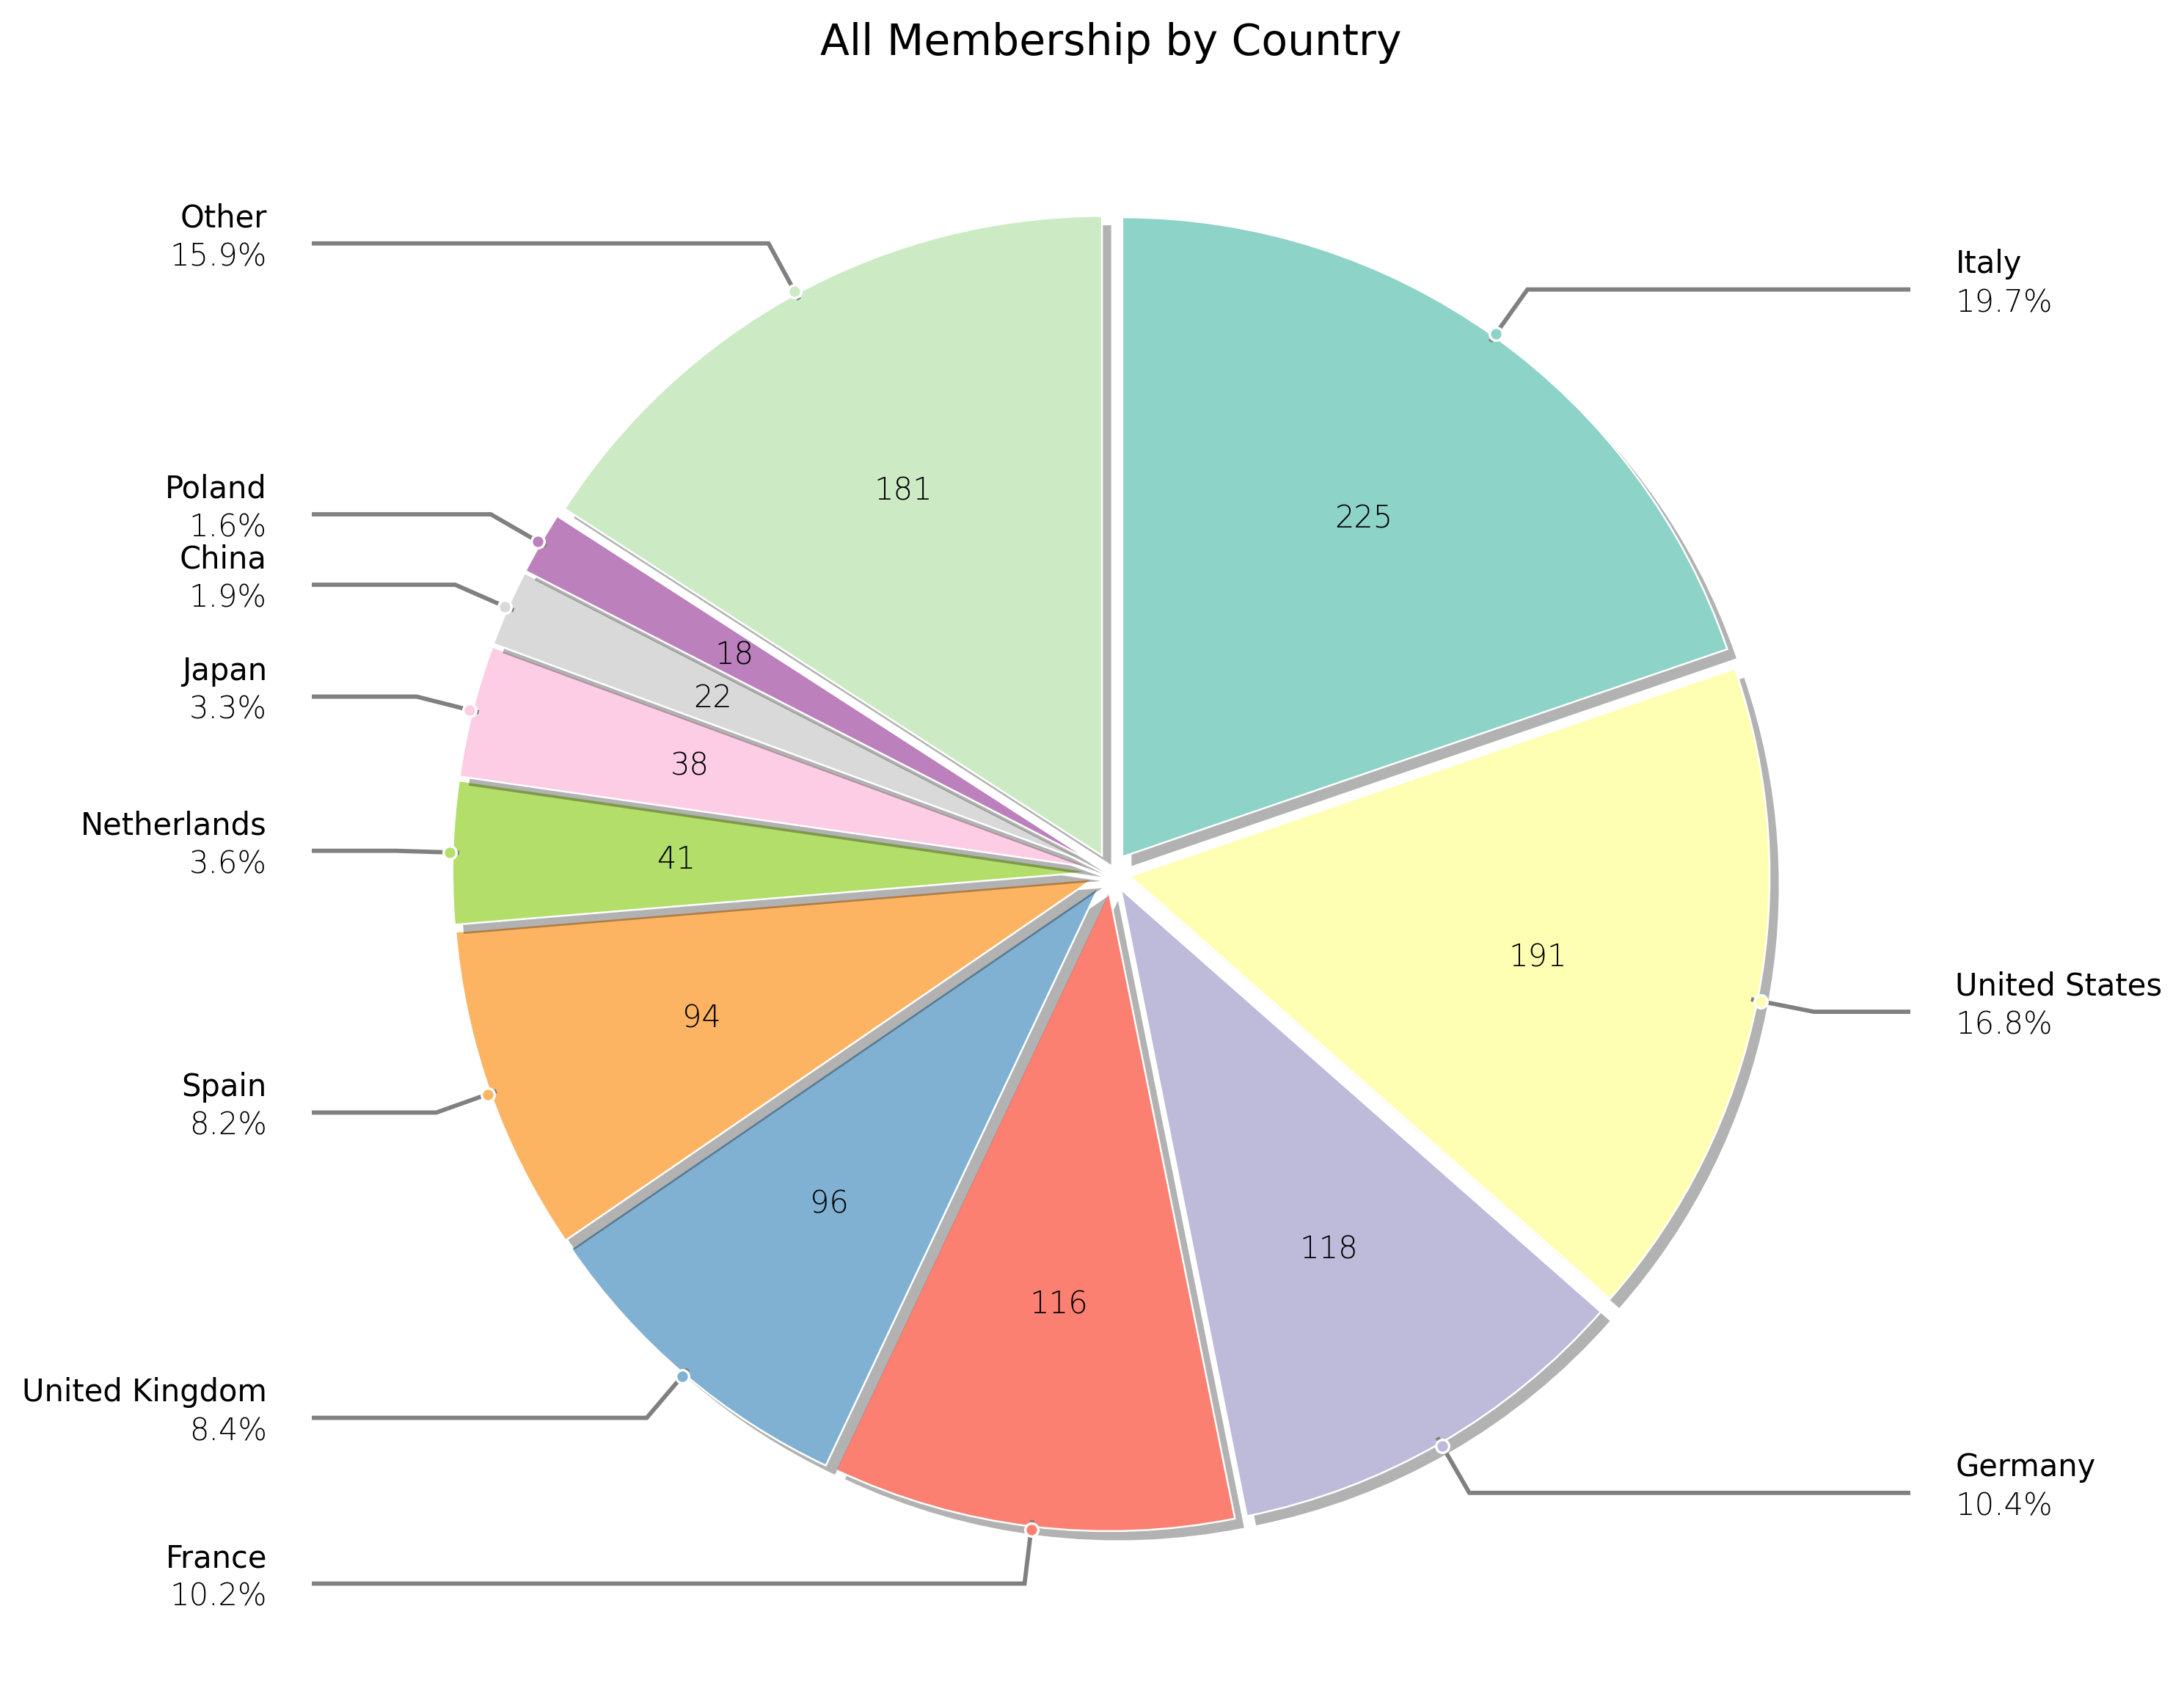 All Membership by Country
Other
15.9%
Italy
19.7%
Poland
1.6%
China
1.9%
Japan
3.3%
Netherlands
3.6%
Spain
8.2%
United Kingdom
8.4%
France
10.2%
United States
16.8%
Germany
10.4%
181
225
18
22
38
41
94
96
116
118
191